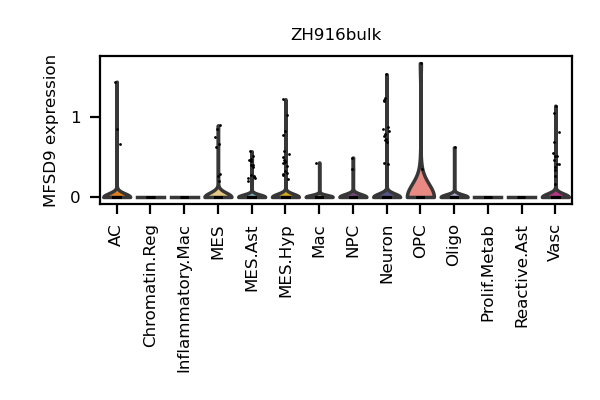 ZH916bulk
MFSD9 expression
1
0
AC
Chromatin.Reg
Inflammatory.Mac
MES
MES.Ast
MES.Hyp
Mac
NPC
Neuron
OPC
Oligo
Prolif.Metab
Reactive.Ast
Vasc